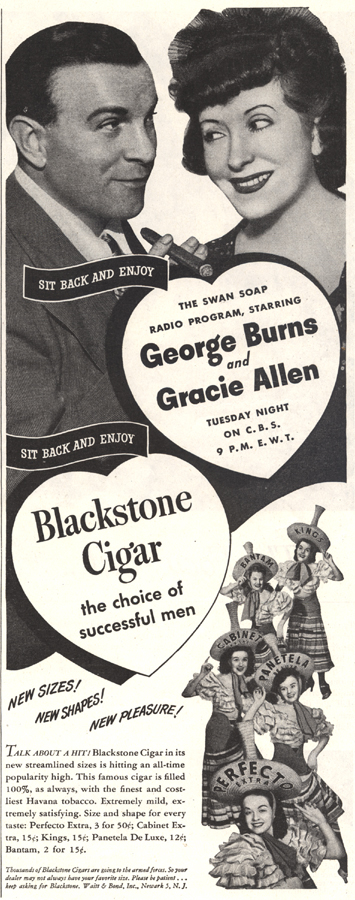 SIT BACK AND ENJOY
THE SWAN SOAP
RADIO PROGRAM, STARRING
George Burns
and
Gracie Allen
TUESDAY NIGHT
ON C.B.S.
9 P.M. E.W.T.
SIT BACK AND ENJOY
Blackstone
Cigar
the choice of
successful men
KINGS
BANTAM
CABINET
PANETELA
PERFECTO
EXTRA
NEW SIZES!
NEW SHAPES!
NEW PLEASURE!
TALK ABOUT A HIT! Blackstone Cigar in its
new streamlined sizes is hitting an all-time
popularity high. This famous cigar is filled
100%, as always, with the finest and cost-
liest Havana tobacco. Extremely mild, ex-
tremely satisfying. Size and shape for every
taste: Perfecto Extra, 3 for 50¢; Cabinet Ex-
tra, 15¢; Kings, 15¢; Panetela De Luxe, 12¢;
Bantam, 2 for 15¢.
Thousands of Blackstone Cigars are going to the armed forces. So your
dealer may not always have your favorite size. Please be patient . . .
keep asking for Blackstone. Waitt & Bond, Inc., Newark 5, N. J.